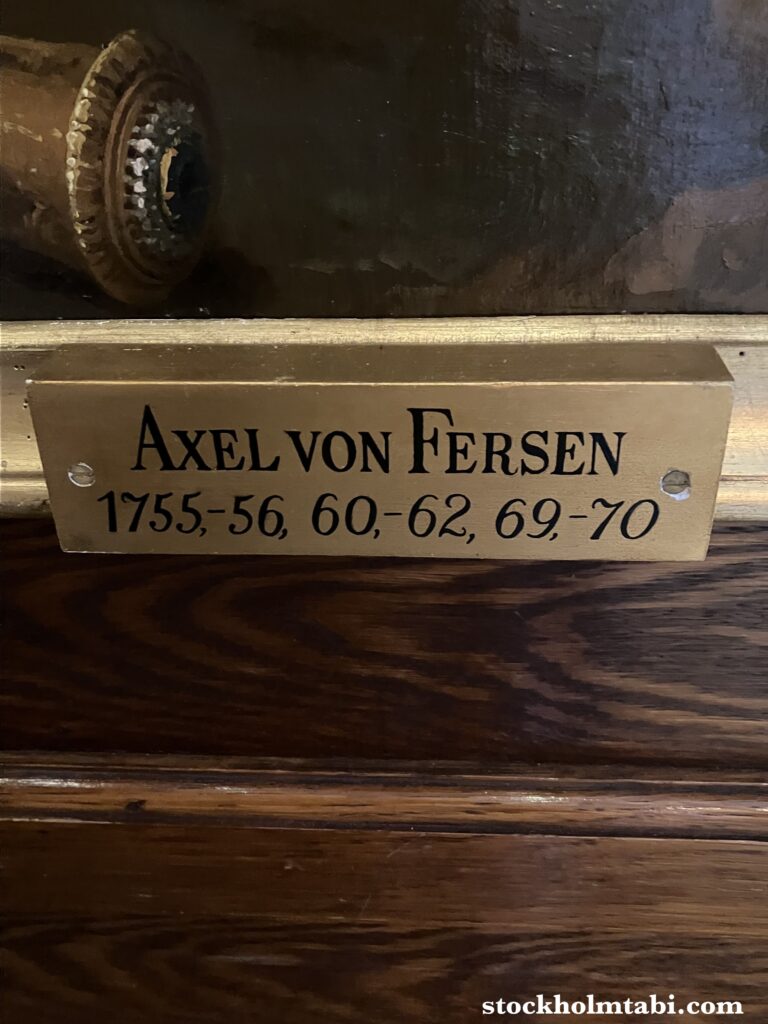 AXEL VON FERSEN
1755,-56, 60,-62, 69,-70
stockholmtabi.com